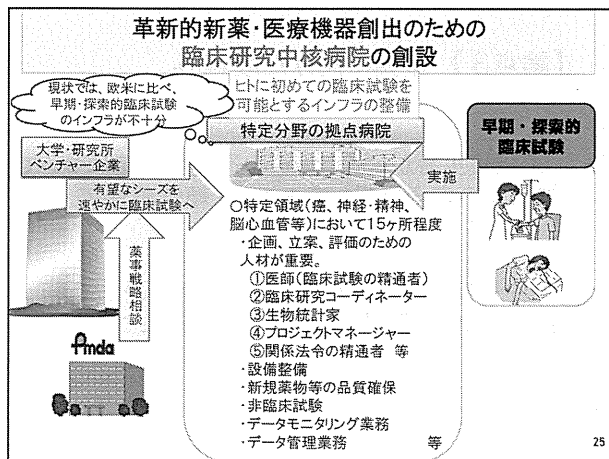 革新的新薬・医療機器創出のための
臨床研究中核病院の創設
現状では、欧米に比べ、
早期・探索的臨床試験
のインフラが不十分
ヒトに初めての臨床試験を
可能とするインフラの整備
特定分野の拠点病院
早期・探索的
臨床試験
大学・研究所
ベンチャー企業
有望なシーズを
速やかに臨床試験へ
実施
薬事戦略相談
Pmda
○特定領域(癌、神経・精神、
脳心血管等)において15ヶ所程度
・企画、立案、評価のための
人材が重要。
①医師(臨床試験の精通者)
②臨床研究コーディネーター
③生物統計家
④プロジェクトマネージャー
⑤関係法令の精通者 等
・設備整備
・新規薬物等の品質確保
・非臨床試験
・データモニタリング業務
・データ管理業務 等
25